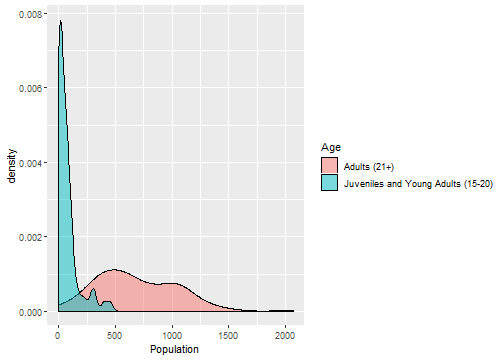 0.008
0.006
0.004
0.002
0.000
density
0
500
1000
1500
2000
Population
Age
Adults (21+)
Juveniles and Young Adults (15-20)